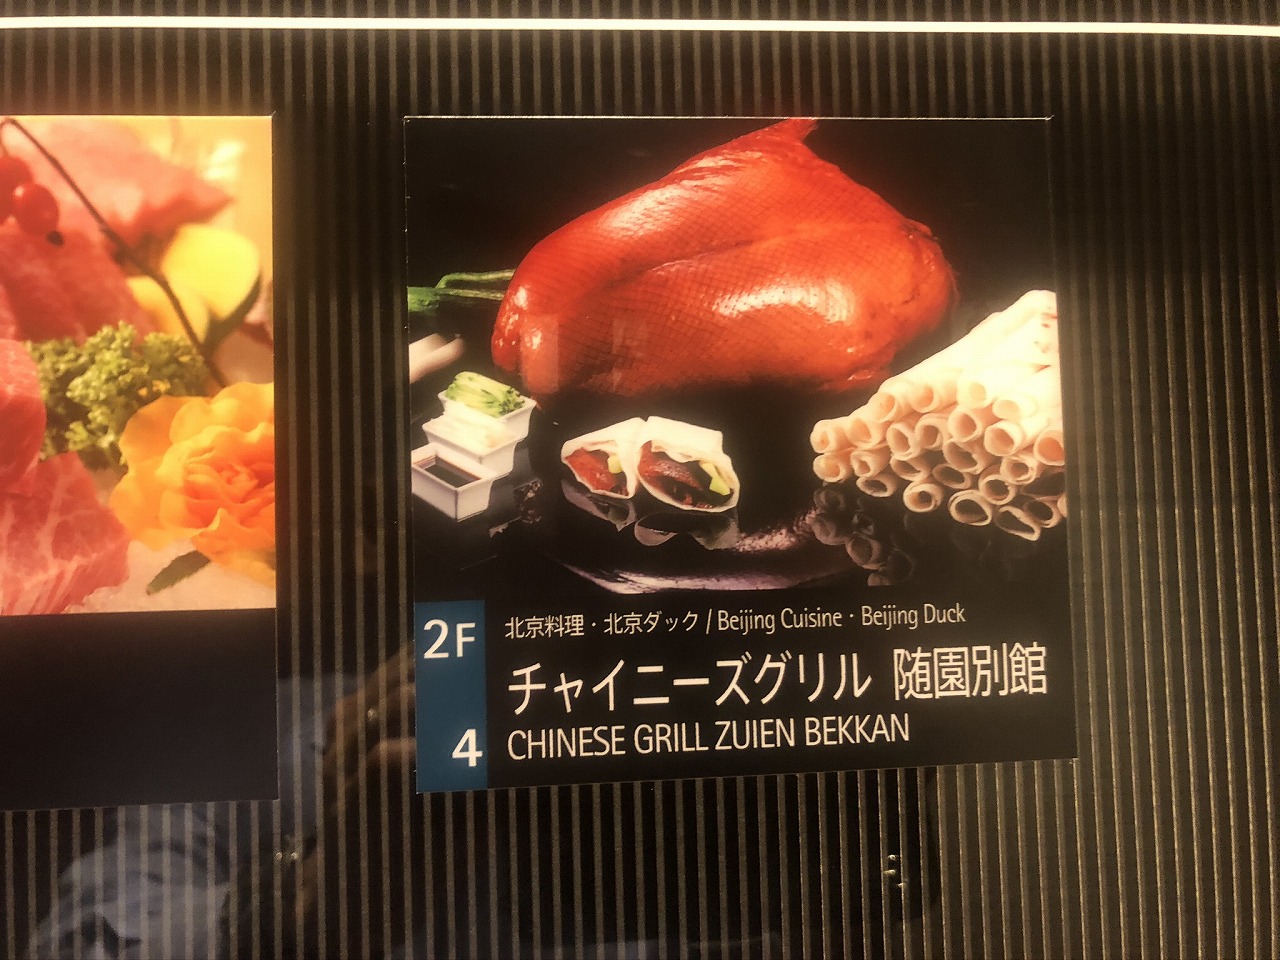 2F
北京料理・北京ダック / Beijing Cuisine・Beijing Duck
チャイニーズグリル 随園別館
4
CHINESE GRILL ZUIEN BEKKAN